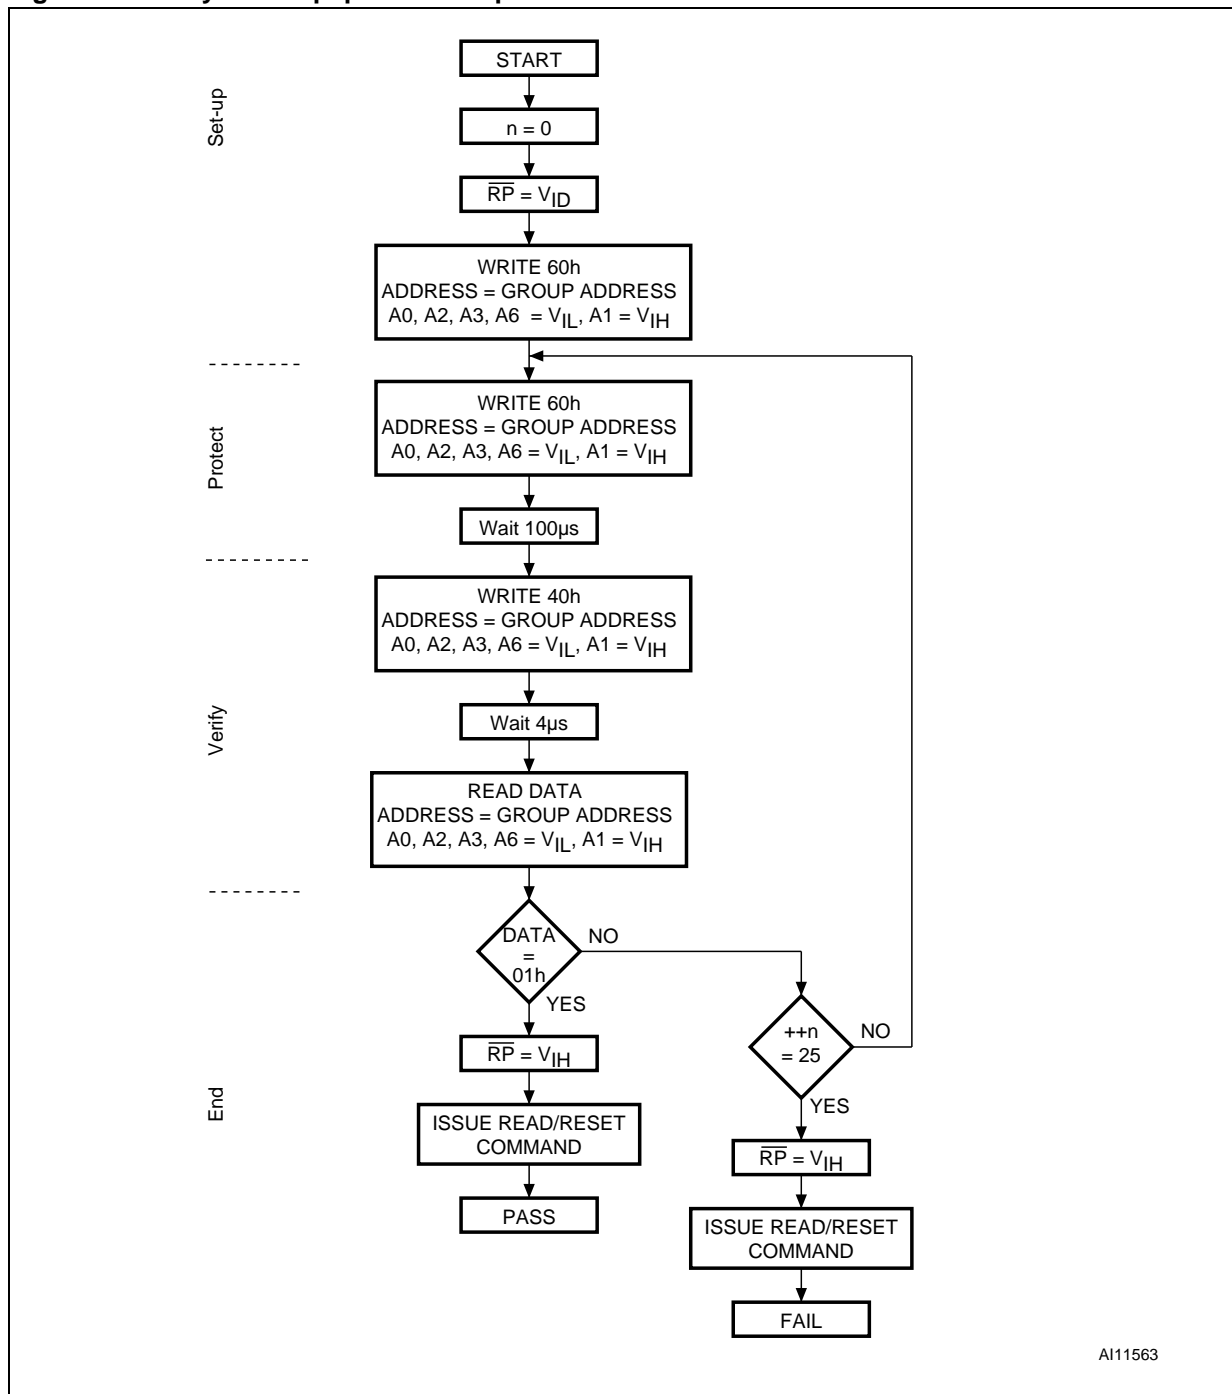 Set-up
START
n = 0
R̅P̅ = VID
WRITE 60h
ADDRESS = GROUP ADDRESS
A0, A2, A3, A6 = VIL, A1 = VIH
Protect
WRITE 60h
ADDRESS = GROUP ADDRESS
A0, A2, A3, A6 = VIL, A1 = VIH
Wait 100µs
Verify
WRITE 40h
ADDRESS = GROUP ADDRESS
A0, A2, A3, A6 = VIL, A1 = VIH
Wait 4µs
READ DATA
ADDRESS = GROUP ADDRESS
A0, A2, A3, A6 = VIL, A1 = VIH
End
DATA
=
01h
NO
YES
R̅P̅ = VIH
ISSUE READ/RESET
COMMAND
PASS
++n
= 25
NO
YES
R̅P̅ = VIH
ISSUE READ/RESET
COMMAND
FAIL
AI11563